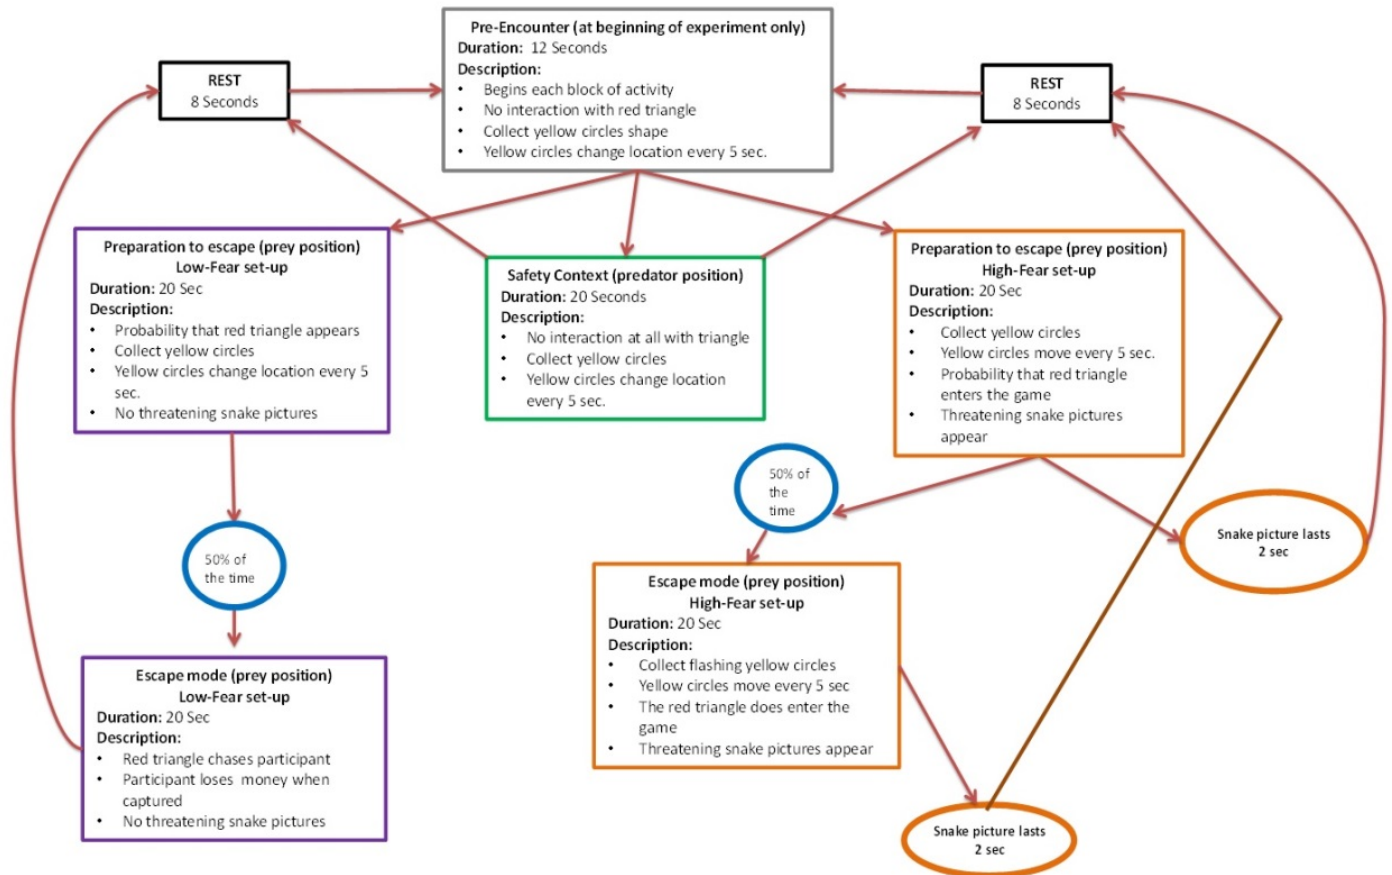 Pre-Encounter (at beginning of experiment only)
Duration: 12 Seconds
Description:
• Begins each block of activity
• No interaction with red triangle
• Collect yellow circles shape
• Yellow circles change location every 5 sec.
REST
8 Seconds
REST
8 Seconds
Preparation to escape (prey position)
Low-Fear set-up
Duration: 20 Sec
Description:
• Probability that red triangle appears
• Collect yellow circles
• Yellow circles change location every 5
sec.
• No threatening snake pictures
Safety Context (predator position)
Duration: 20 Seconds
Description:
• No interaction at all with triangle
• Collect yellow circles
• Yellow circles change location
every 5 sec.
Preparation to escape (prey position)
High-Fear set-up
Duration: 20 Sec
Description:
• Collect yellow circles
• Yellow circles move every 5 sec.
• Probability that red triangle
enters the game
• Threatening snake pictures
appear
50% of
the time
50% of
the
time
Snake picture lasts
2 sec
Escape mode (prey position)
Low-Fear set-up
Duration: 20 Sec
Description:
• Red triangle chases participant
• Participant loses money when
captured
• No threatening snake pictures
Escape mode (prey position)
High-Fear set-up
Duration: 20 Sec
Description:
• Collect flashing yellow circles
• Yellow circles move every 5 sec
• The red triangle does enter the
game
• Threatening snake pictures appear
Snake picture lasts
2 sec